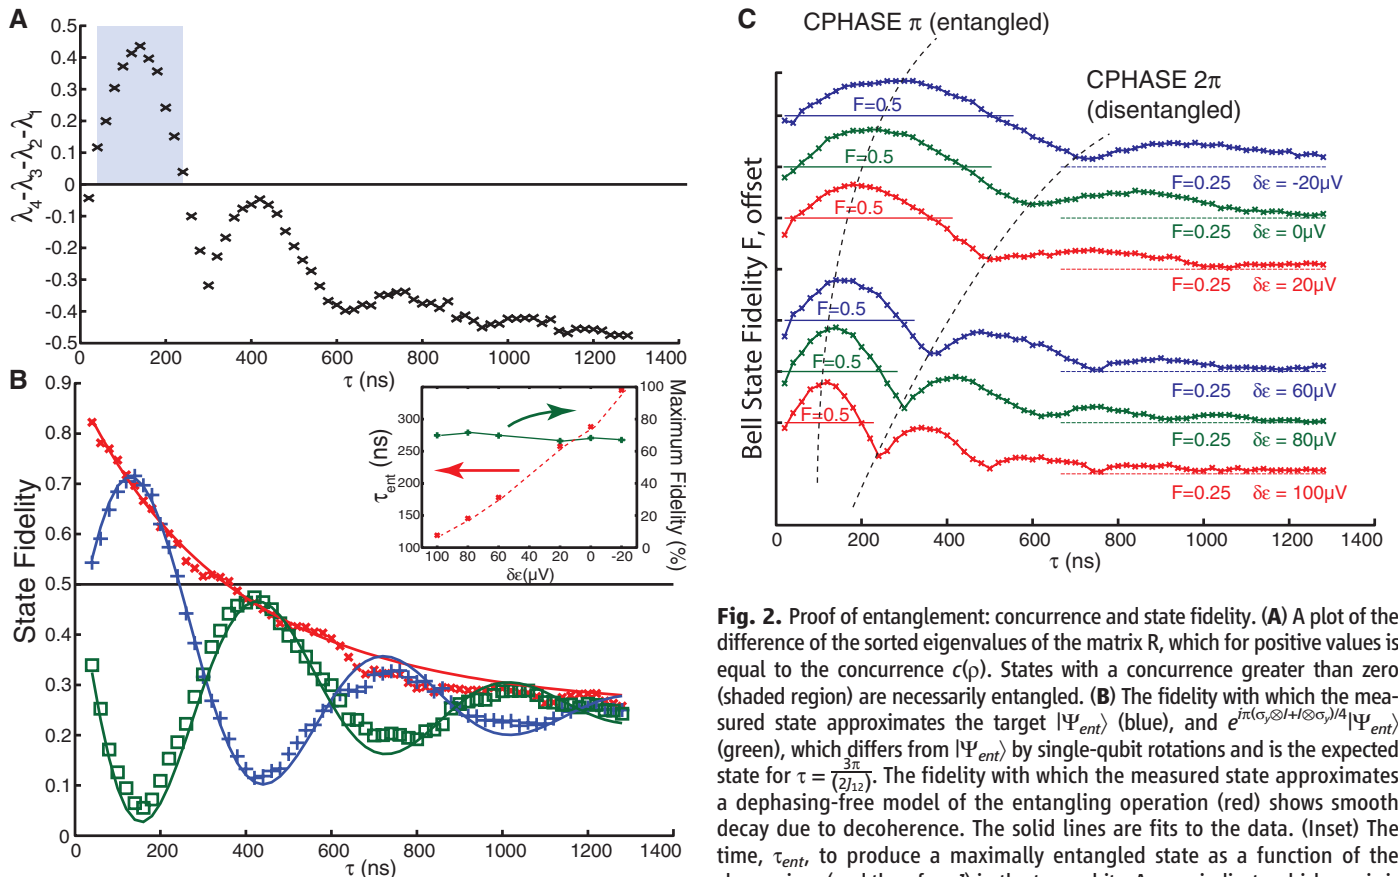 A
0.5
0.4
0.3
0.2
0.1
0
-0.1
-0.2
-0.3
-0.4
-0.5
λ4-λ3-λ2-λ1
0 200 400 600 800 1000 1200 1400
τ (ns)
B
0.9
0.8
0.7
0.6
0.5
0.4
0.3
0.2
0.1
0
State Fidelity
0 200 400 600 800 1000 1200 1400
τ (ns)
300
250
200
150
100
τent (ns)
100
80
60
40
20
0
Maximum Fidelity (%)
100 80 60 40 20 0 -20
δε(µV)
C
CPHASE π (entangled)
CPHASE 2π
(disentangled)
Bell State Fidelity F, offset
F=0.5
F=0.25 δε = -20µV
F=0.5
F=0.25 δε = 0µV
F=0.5
F=0.25 δε = 20µV
F=0.5
F=0.25 δε = 60µV
F=0.5
F=0.25 δε = 80µV
F=0.5
F=0.25 δε = 100µV
0 200 400 600 800 1000 1200 1400
τ (ns)
Fig. 2. Proof of entanglement: concurrence and state fidelity. (A) A plot of the
difference of the sorted eigenvalues of the matrix R, which for positive values is
equal to the concurrence c(ρ). States with a concurrence greater than zero
(shaded region) are necessarily entangled. (B) The fidelity with which the mea-
sured state approximates the target |Ψent⟩ (blue), and e^{iπ(σy⊗I+I⊗σy)/4}|Ψent⟩
(green), which differs from |Ψent⟩ by single-qubit rotations and is the expected
state for τ = 3π/(2J12). The fidelity with which the measured state approximates
a dephasing-free model of the entangling operation (red) shows smooth
decay due to decoherence. The solid lines are fits to the data. (Inset) The
time, τent, to produce a maximally entangled state as a function of the